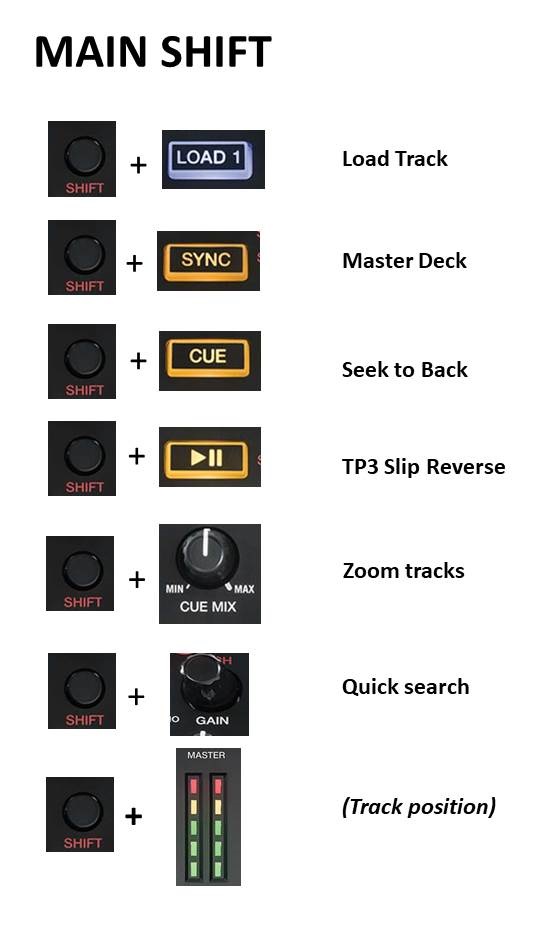 MAIN SHIFT
SHIFT + LOAD 1 Load Track
SHIFT + SYNC Master Deck
SHIFT + CUE Seek to Back
SHIFT + TP3 Slip Reverse
SHIFT + MIN MAX CUE MIX Zoom tracks
SHIFT + GAIN Quick search
MASTER
SHIFT + (Track position)